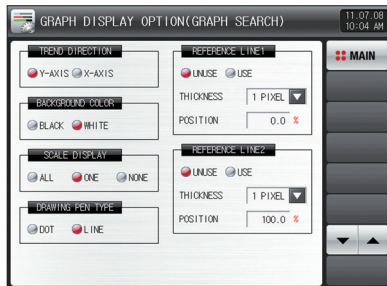 GRAPH DISPLAY OPTION(GRAPH SEARCH)
11.07.08
10:04 AM
TREND DIRECTION
Y-AXIS X-AXIS
BACKGROUND COLOR
BLACK WHITE
SCALE DISPLAY
ALL ONE NONE
DRAWING PEN TYPE
DOT LINE
REFERENCE LINE1
UNUSE USE
THICKNESS 1 PIXEL
POSITION 0.0 %
REFERENCE LINE2
UNUSE USE
THICKNESS 1 PIXEL
POSITION 100.0 %
MAIN